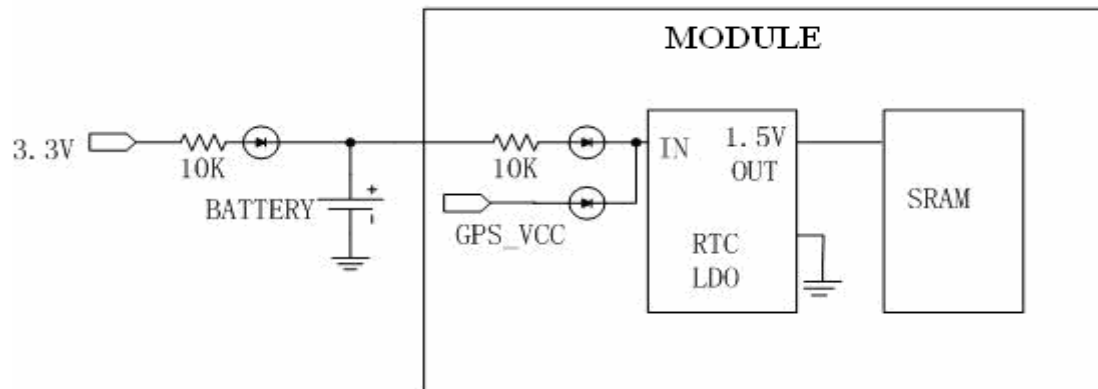 MODULE
3.3V
10K
BATTERY
+
-
10K
GPS_VCC
IN
1.5V
OUT
RTC
LDO
SRAM